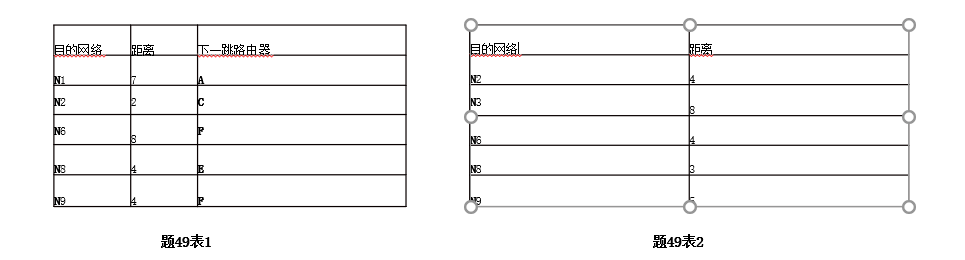 目的网络 距离 下一跳路由器
N1 7 A
N2 2 C
N6 8 F
N8 4 E
N9 4 F
题49表1
目的网络 距离
N2 4
N3 8
N6 4
N8 3
N9
题49表2